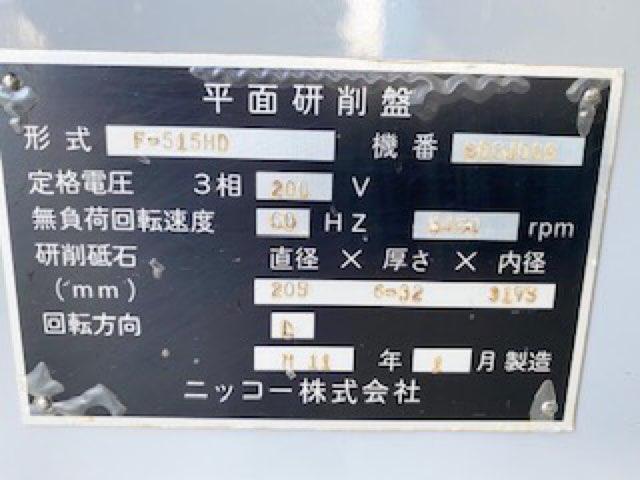 平面研削盤
形式 F-515HD 機番
定格電圧 3相 200 V
無負荷回転速度 60 HZ rpm
研削砥石 直径 × 厚さ × 内径
(mm) 205
回転方向
H 11 年 1 月製造
ニッコー株式会社